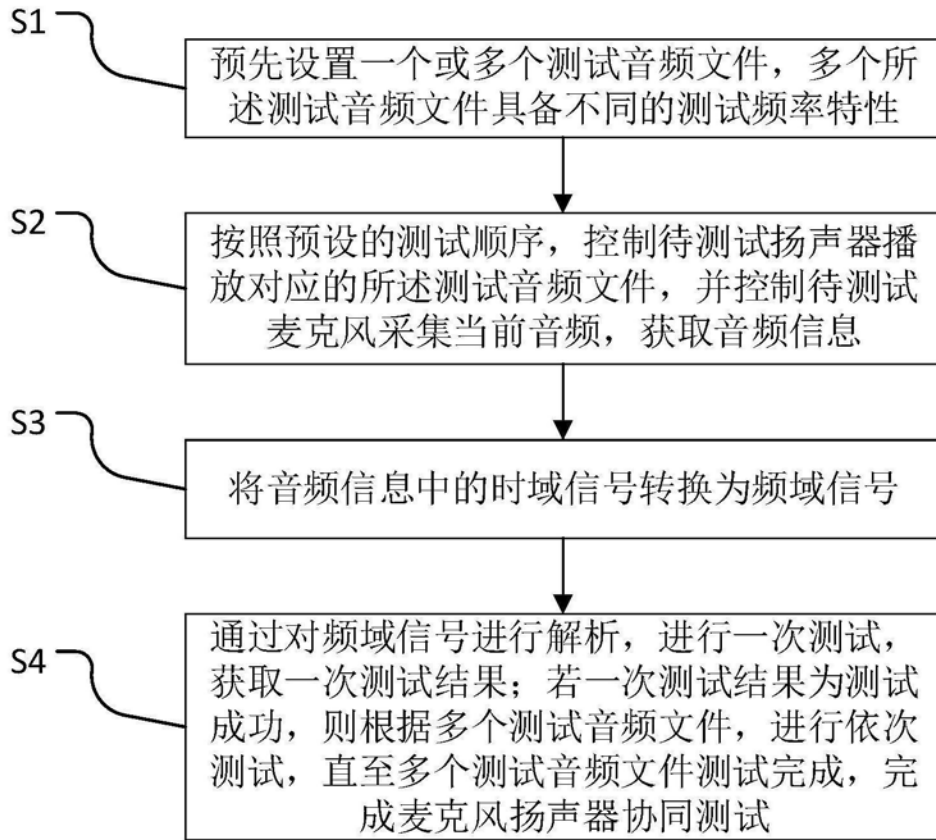 S1
预先设置一个或多个测试音频文件，多个所
述测试音频文件具备不同的测试频率特性
S2
按照预设的测试顺序，控制待测试扬声器播
放对应的所述测试音频文件，并控制待测试
麦克风采集当前音频，获取音频信息
S3
将音频信息中的时域信号转换为频域信号
S4
通过对频域信号进行解析，进行一次测试，
获取一次测试结果；若一次测试结果为测试
成功，则根据多个测试音频文件，进行依次
测试，直至多个测试音频文件测试完成，完
成麦克风扬声器协同测试